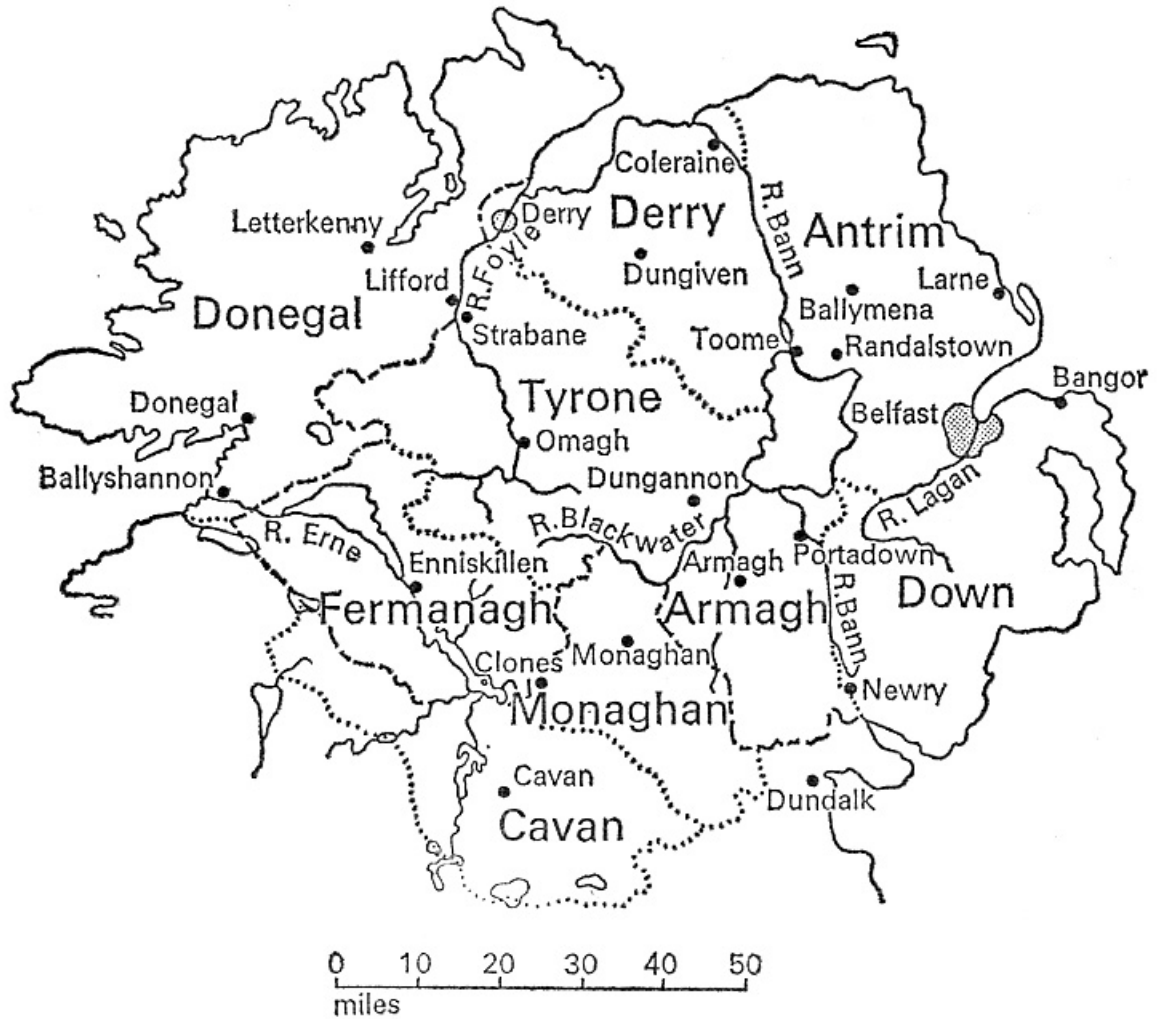 Coleraine
R. Bann
Derry
Derry
Letterkenny
Antrim
R. Foyle
Dungiven
Lifford
Larne
Donegal
Ballymena
Strabane
Toome
Randalstown
Bangor
Tyrone
Donegal
Belfast
Omagh
Ballyshannon
Dungannon
R. Lagan
R. Blackwater
R. Erne
Enniskillen
Armagh
Portadown
Fermanagh
Armagh
Down
R. Bann
Clones
Monaghan
Newry
Monaghan
Cavan
Dundalk
Cavan
0 10 20 30 40 50
miles